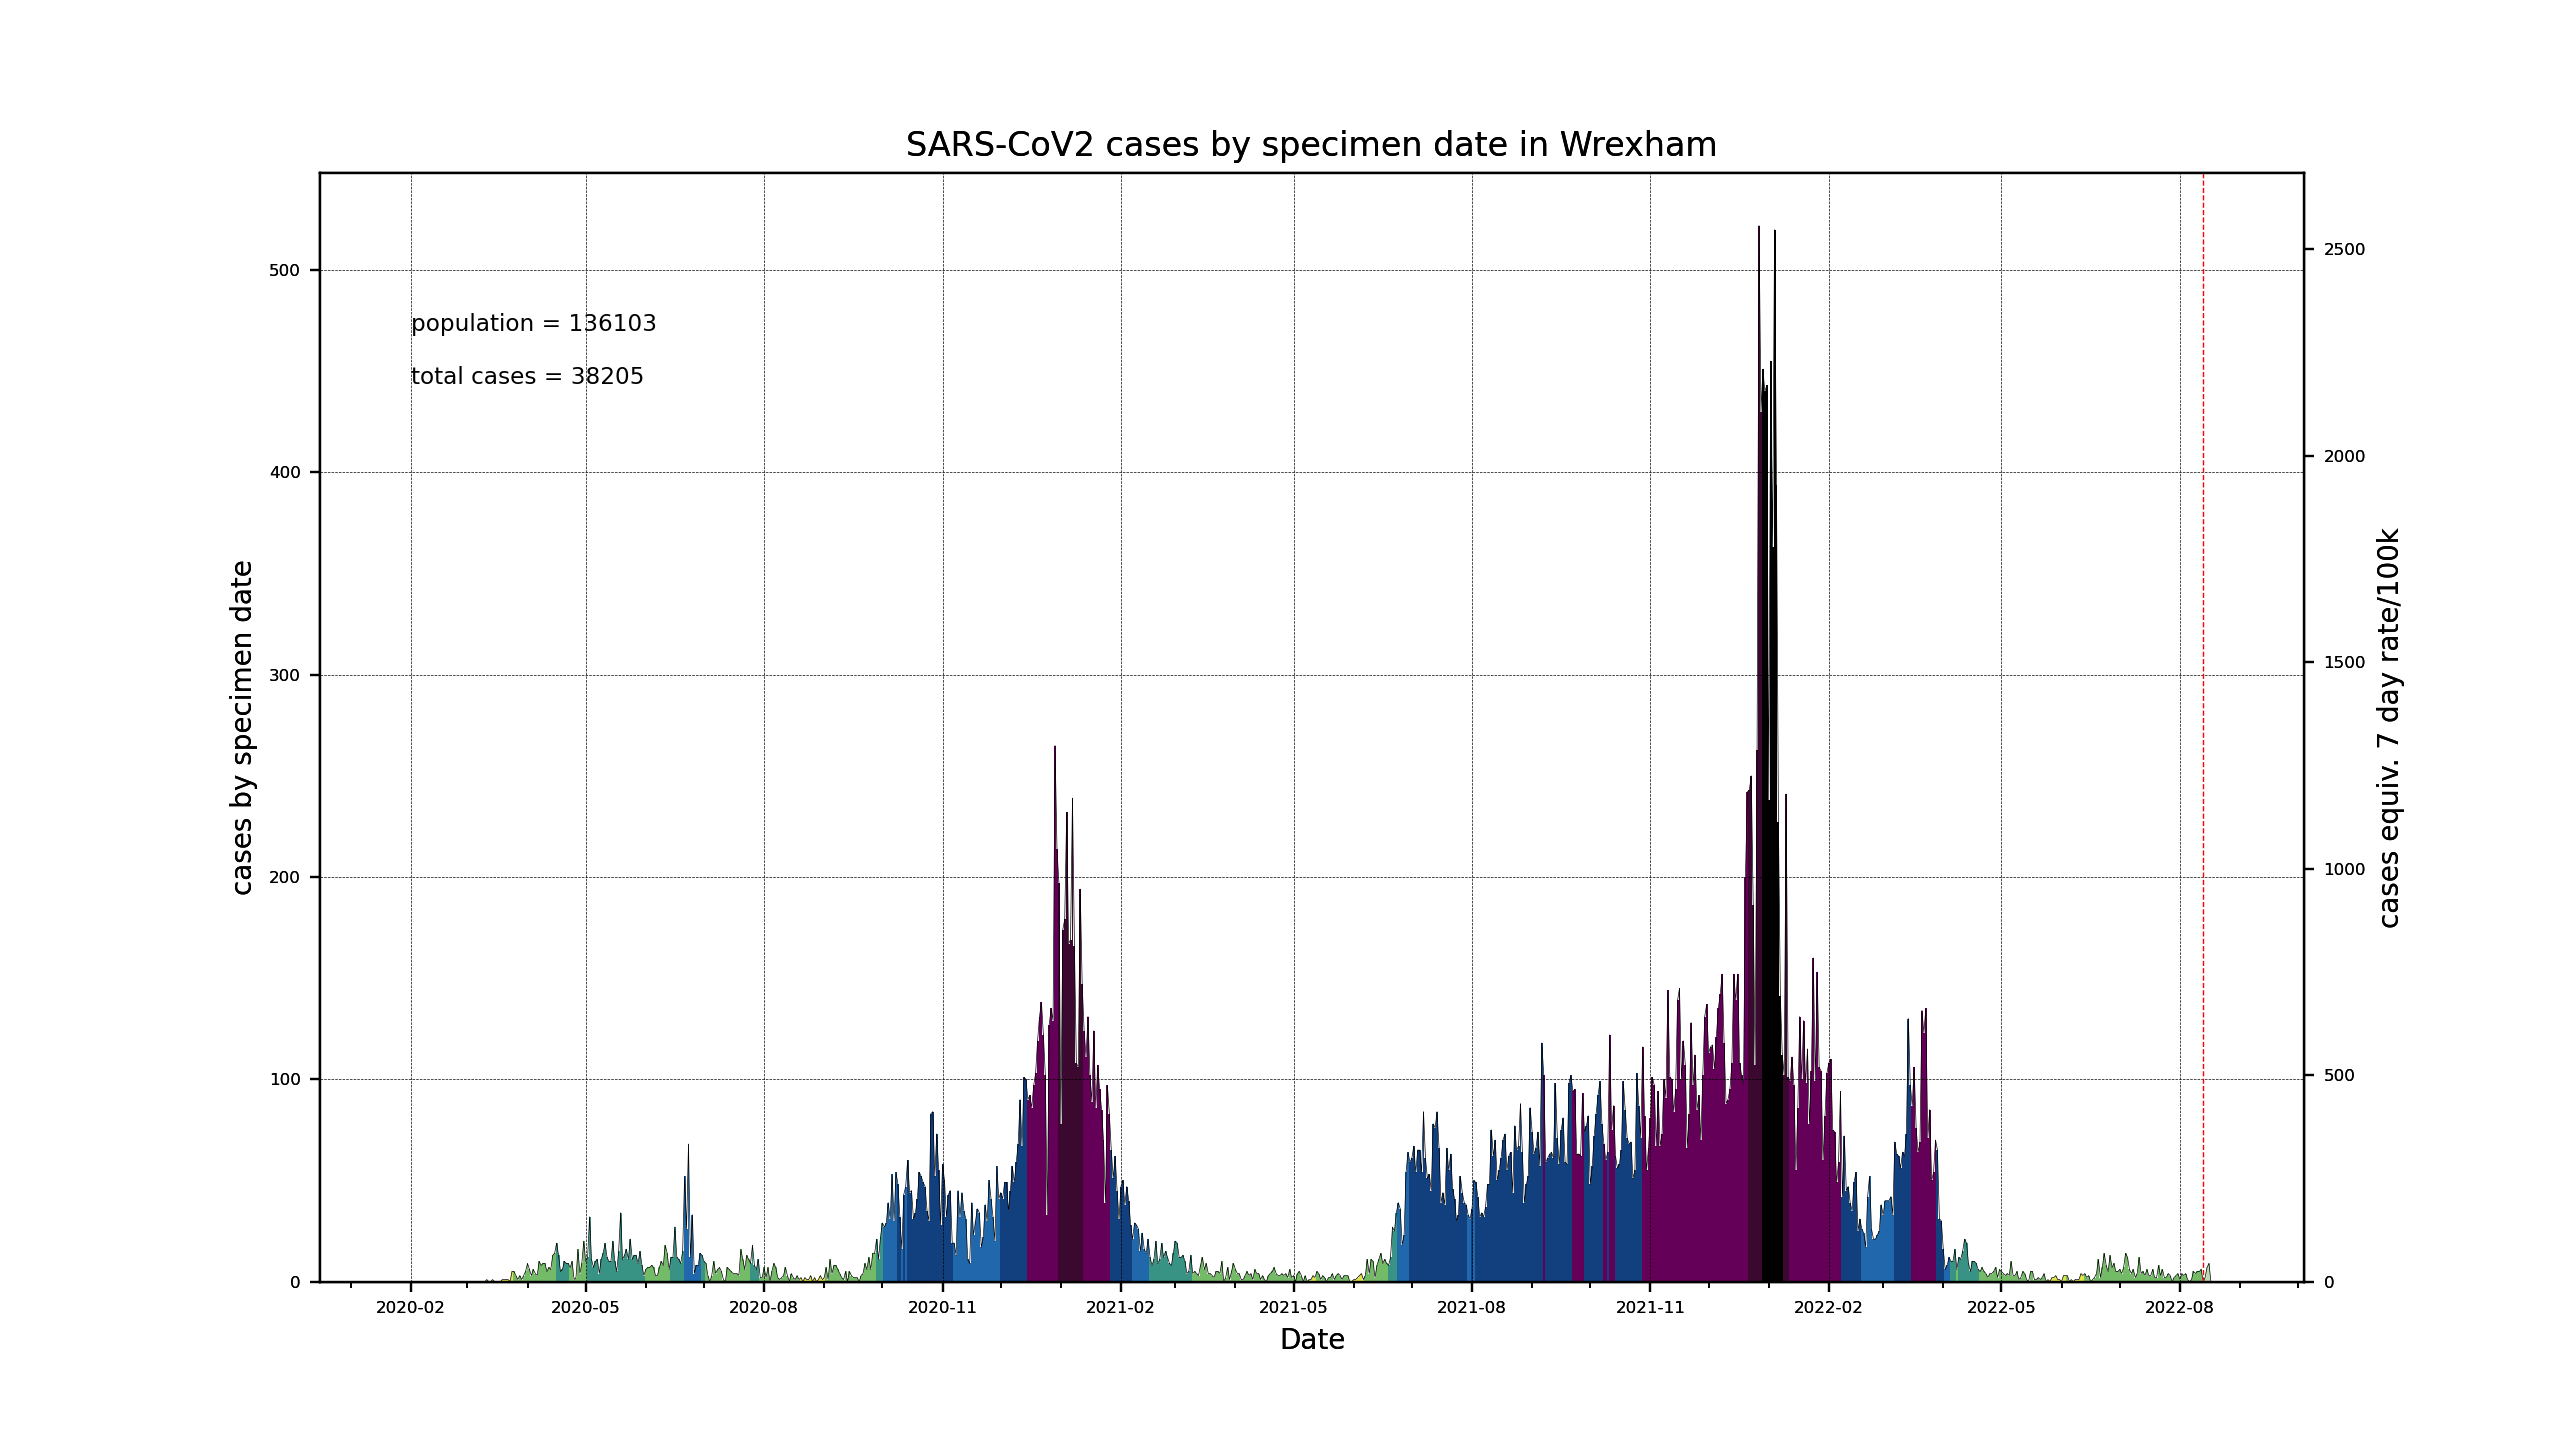 SARS-CoV2 cases by specimen date in Wrexham
cases by specimen date
500
400
300
200
100
0
population = 136103
total cases = 38205
2500
2000
1500
1000
500
0
cases equiv. 7 day rate/100k
2020-02 2020-05 2020-08 2020-11 2021-02 2021-05 2021-08 2021-11 2022-02 2022-05 2022-08
Date